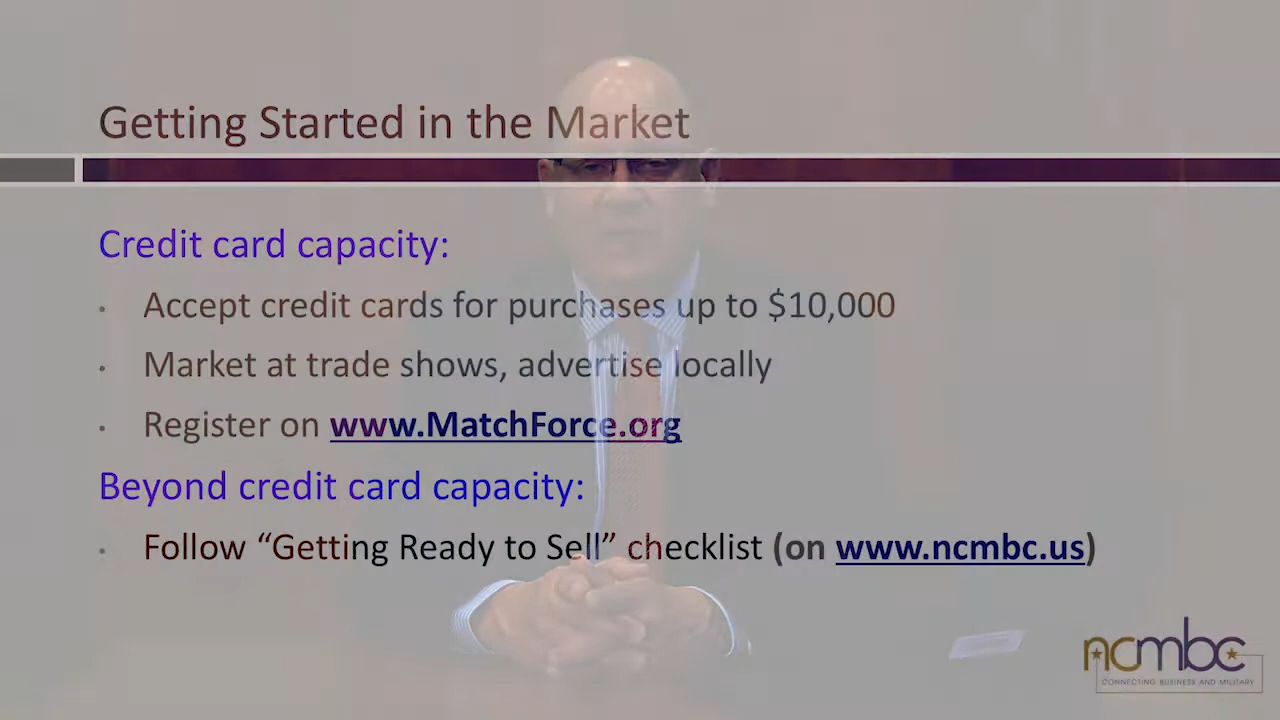 Getting Started in the Market
Credit card capacity:
• Accept credit cards for purchases up to $10,000
• Market at trade shows, advertise locally
• Register on www.MatchForce.org
Beyond credit card capacity:
• Follow “Getting Ready to Sell” checklist (on www.ncmbc.us)
ncmbc
CONNECTING BUSINESS AND MILITARY